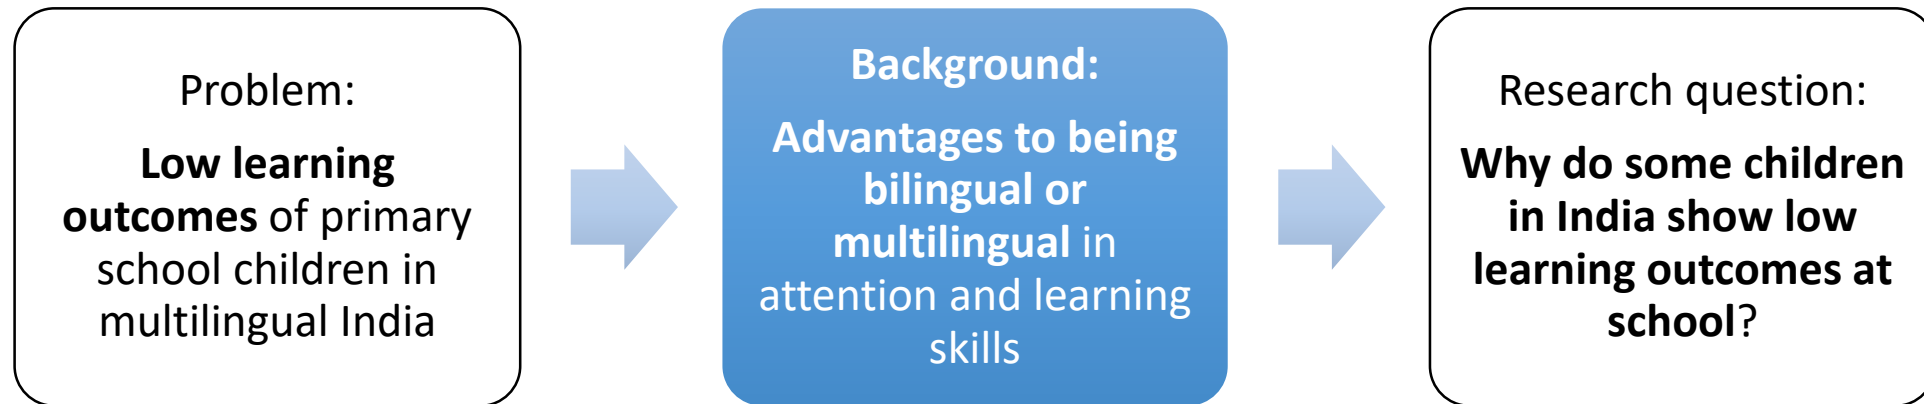 Problem:
Low learning
outcomes of primary
school children in
multilingual India
Background:
Advantages to being
bilingual or
multilingual in
attention and learning
skills
Research question:
Why do some children
in India show low
learning outcomes at
school?